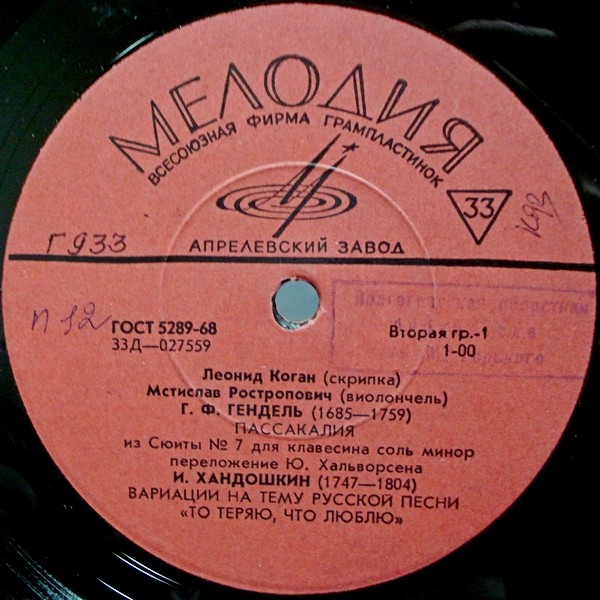 МЕЛОДИЯ
ВСЕСОЮЗНАЯ ФИРМА ГРАМПЛАСТИНОК
33
Г933
АПРЕЛЕВСКИЙ ЗАВОД
п 12
ГОСТ 5289-68
33Д—027559
Вторая гр.-1
1-00
Леонид Коган (скрипка)
Мстислав Ростропович (виолончель)
Г. Ф. ГЕНДЕЛЬ (1685—1759)
ПАССАКАЛИЯ
из Сюиты № 7 для клавесина соль минор
переложение Ю. Хальворсена
И. ХАНДОШКИН (1747—1804)
ВАРИАЦИИ НА ТЕМУ РУССКОЙ ПЕСНИ
«ТО ТЕРЯЮ, ЧТО ЛЮБЛЮ»